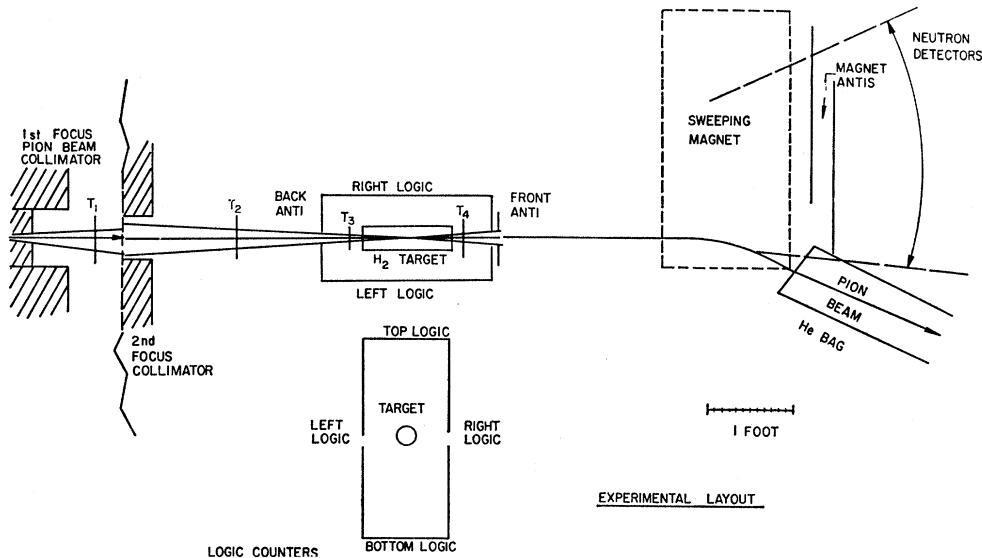 NEUTRON
DETECTORS
MAGNET
ANTIS
SWEEPING
MAGNET
1st FOCUS
PION BEAM
COLLIMATOR
T1
T2
BACK
ANTI
RIGHT LOGIC
T3
T4
FRONT
ANTI
H2 TARGET
LEFT LOGIC
PION
BEAM
He BAG
2nd
FOCUS
COLLIMATOR
TOP LOGIC
TARGET
LEFT
LOGIC
RIGHT
LOGIC
BOTTOM LOGIC
LOGIC COUNTERS
1 FOOT
EXPERIMENTAL LAYOUT